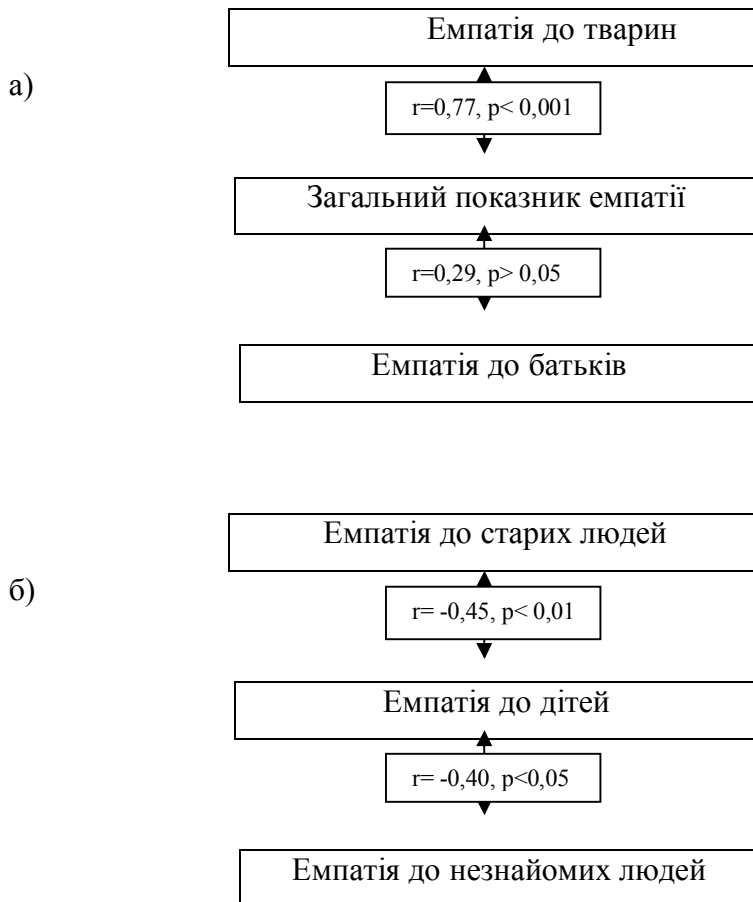 Емпатія до тварин
а)
r=0,77, p< 0,001
Загальний показник емпатії
r=0,29, p> 0,05
Емпатія до батьків
Емпатія до старих людей
б)
r= -0,45, p< 0,01
Емпатія до дітей
r= -0,40, p<0,05
Емпатія до незнайомих людей